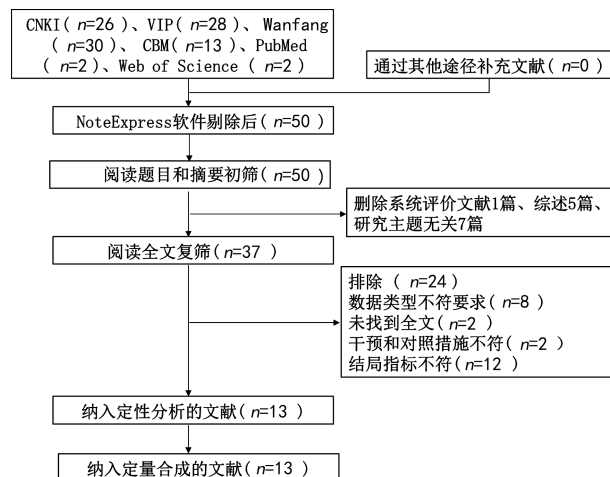 CNKI( n=26 )、VIP( n=28 )、 Wanfang
( n=30 )、 CBM( n=13 )、PubMed
( n=2 )、Web of Science ( n=2 )
通过其他途径补充文献( n=0 )
NoteExpress软件剔除后( n=50 )
阅读题目和摘要初筛( n=50 )
删除系统评价文献1篇、综述5篇、
研究主题无关7篇
阅读全文复筛( n=37 )
排除 ( n=24 )
数据类型不符要求( n=8 )
未找到全文( n=2 )
干预和对照措施不符( n=2 )
结局指标不符( n=12 )
纳入定性分析的文献( n=13 )
纳入定量合成的文献( n=13 )